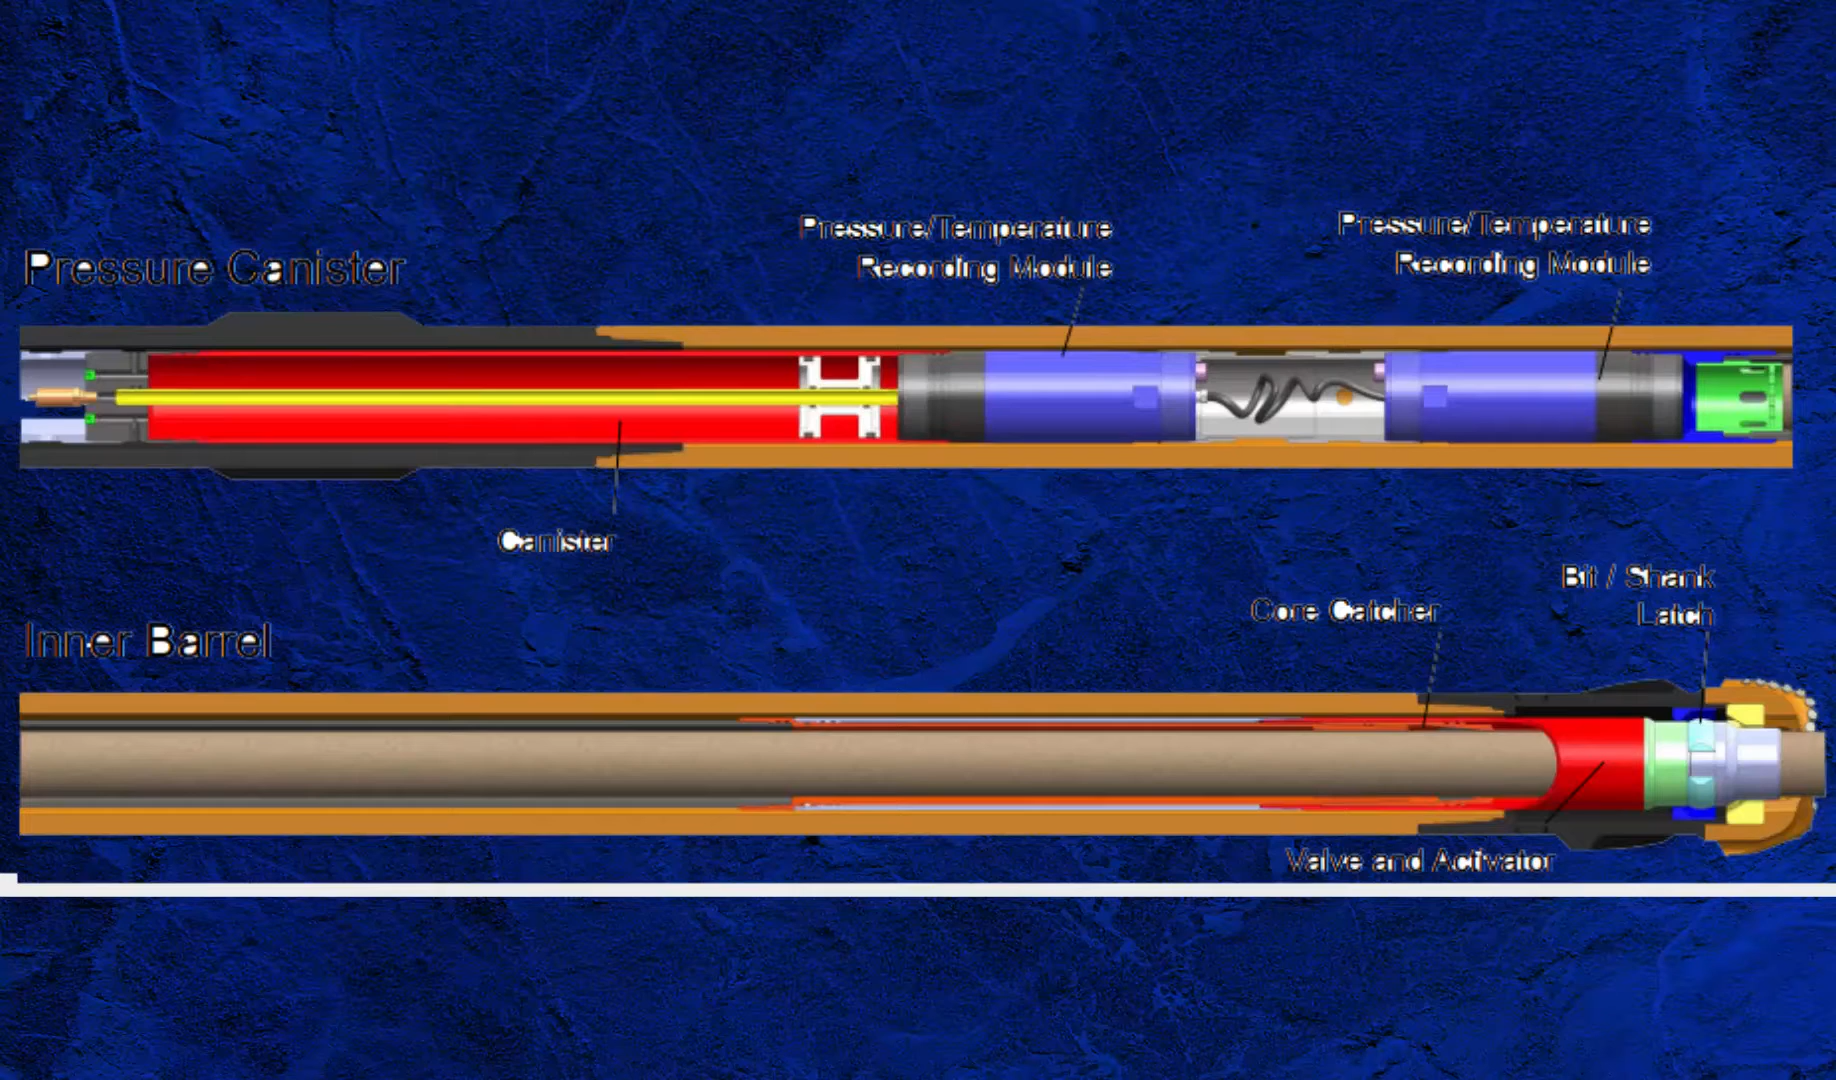 Pressure/Temperature
Recording Module
Pressure/Temperature
Recording Module
Pressure Canister
Canister
Bit / Shank
Latch
Core Catcher
Inner Barrel
Valve and Activator